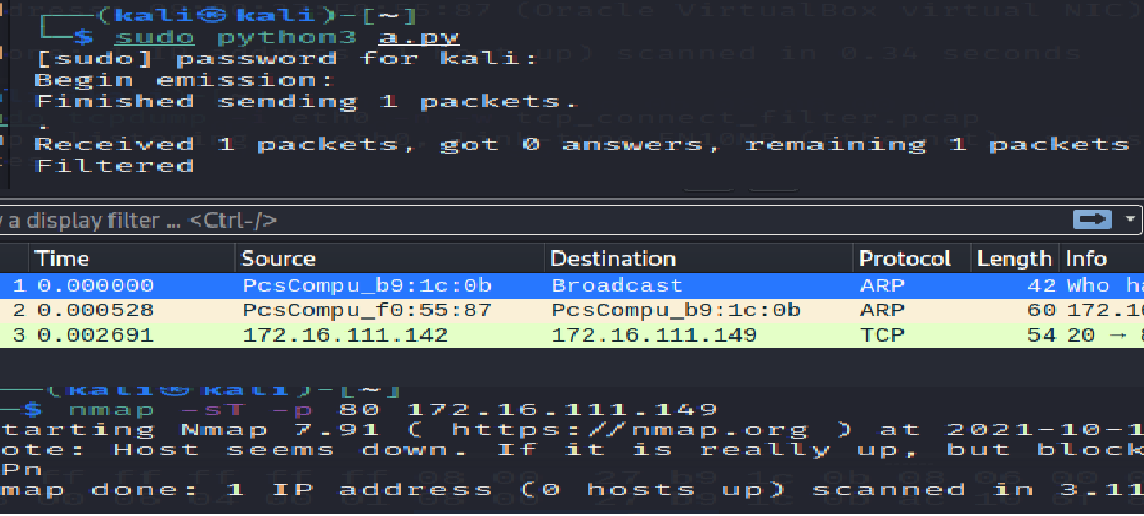 (kali㉿kali)-[~]
$ sudo python3 a.py
[sudo] password for kali:
Begin emission:
Finished sending 1 packets.
.
Received 1 packets, got 0 answers, remaining 1 packets
Filtered
a display filter … <Ctrl-/>
Time Source Destination Protocol Length Info
1 0.000000 PcsCompu_b9:1c:0b Broadcast ARP 42 Who ha
2 0.000528 PcsCompu_f0:55:87 PcsCompu_b9:1c:0b ARP 60 172.16
3 0.002691 172.16.111.142 172.16.111.149 TCP 54 20 →
(kali㉿kali)-[~]
$ nmap -sT -p 80 172.16.111.149
tarting Nmap 7.91 ( https://nmap.org ) at 2021-10-1
ote: Host seems down. If it is really up, but block
Pn
map done: 1 IP address (0 hosts up) scanned in 3.11